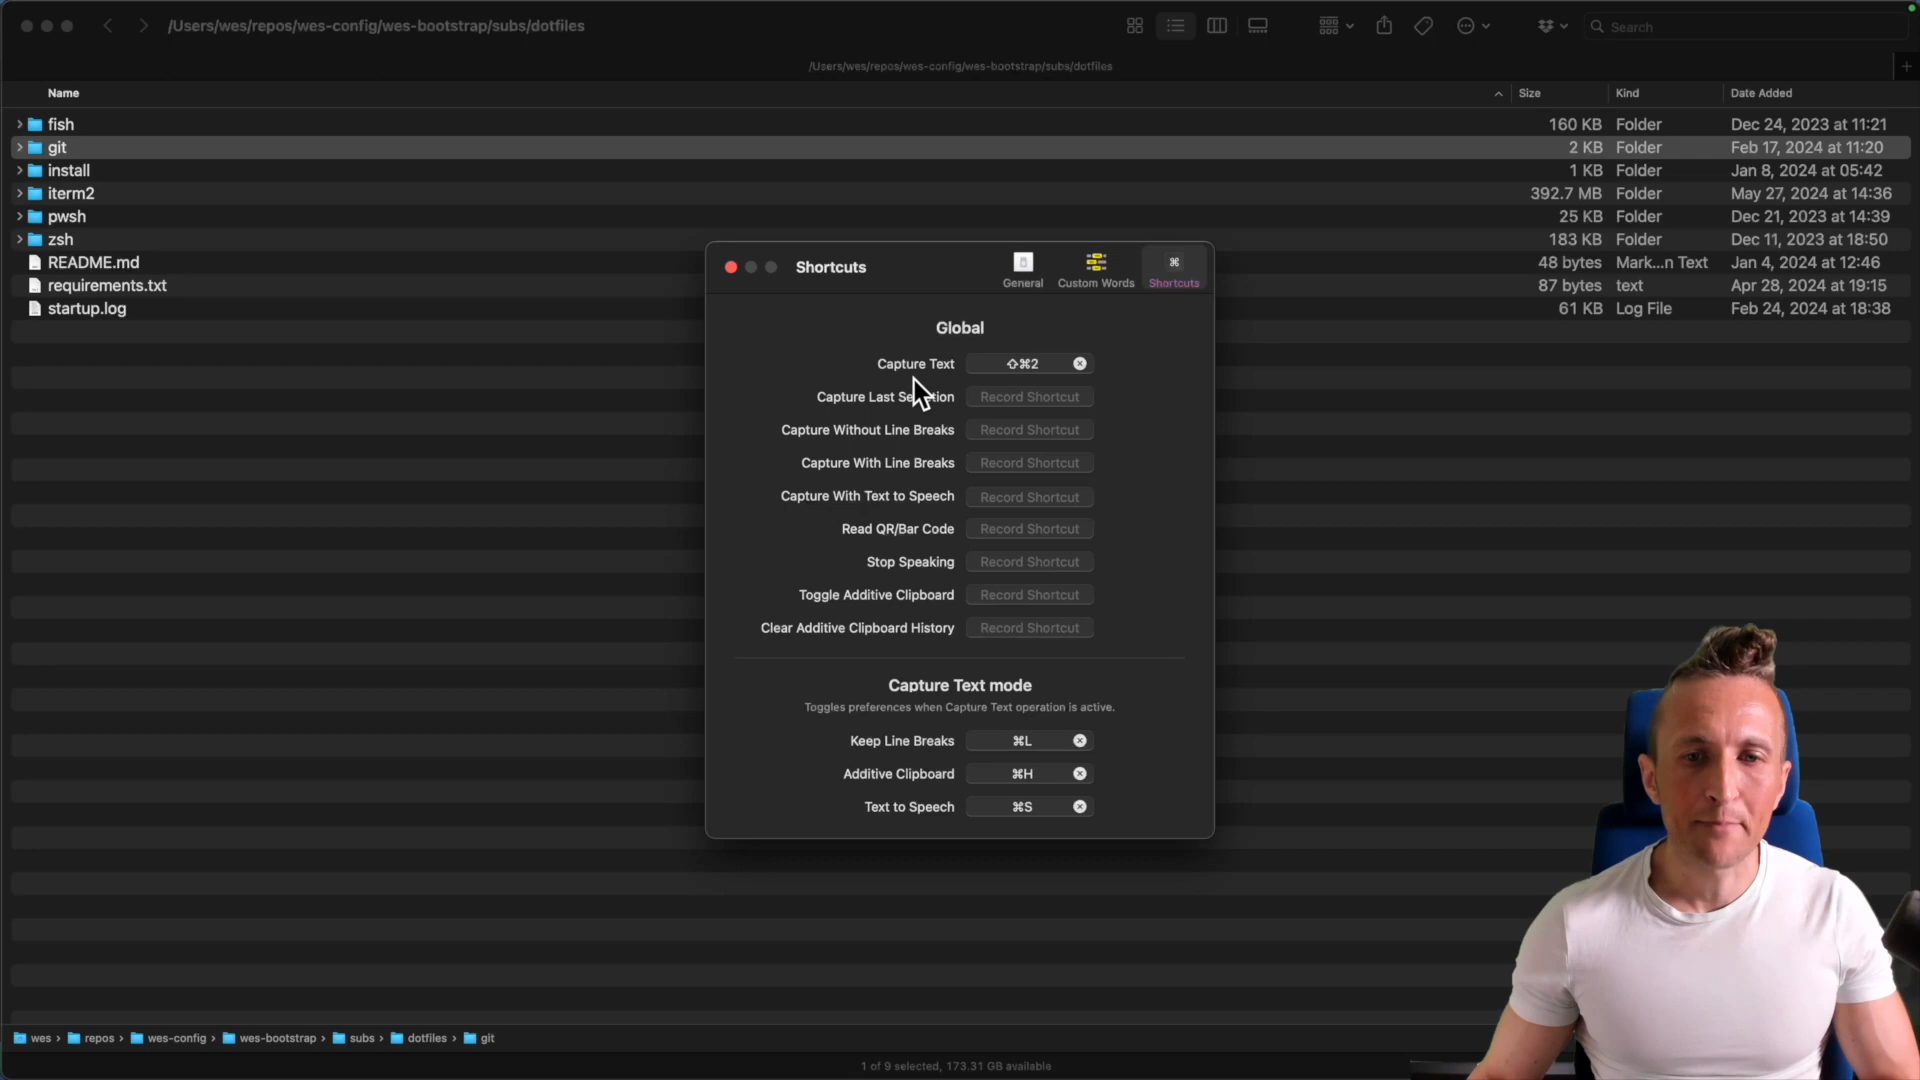 /Users/wes/repos/wes-config/wes-bootstrap/subs/dotfiles
Search
/Users/wes/repos/wes-config/wes-bootstrap/subs/dotfiles
Name Size Kind Date Added
fish 160 KB Folder Dec 24, 2023 at 11:21
git 2 KB Folder Feb 17, 2024 at 11:20
install 1 KB Folder Jan 8, 2024 at 05:42
iterm2 392.7 MB Folder May 27, 2024 at 14:36
pwsh 25 KB Folder Dec 21, 2023 at 14:39
zsh 183 KB Folder Dec 11, 2023 at 18:50
README.md 48 bytes Mark...n Text Jan 4, 2024 at 12:46
requirements.txt 87 bytes text Apr 28, 2024 at 19:15
startup.log 61 KB Log File Feb 24, 2024 at 18:38
Shortcuts
General Custom Words Shortcuts
Global
Capture Text ⇧⌘2
Capture Last Record Shortcut
Capture Without Line Breaks Record Shortcut
Capture With Line Breaks Record Shortcut
Capture With Text to Speech Record Shortcut
Read QR/Bar Code Record Shortcut
Stop Speaking Record Shortcut
Toggle Additive Clipboard Record Shortcut
Clear Additive Clipboard History Record Shortcut
Capture Text mode
Toggles preferences when Capture Text operation is active.
Keep Line Breaks ⌘L
Additive Clipboard ⌘H
Text to Speech ⌘S
wes › repos › wes-config › wes-bootstrap › subs › dotfiles › git
1 of 9 selected, 173.31 GB available